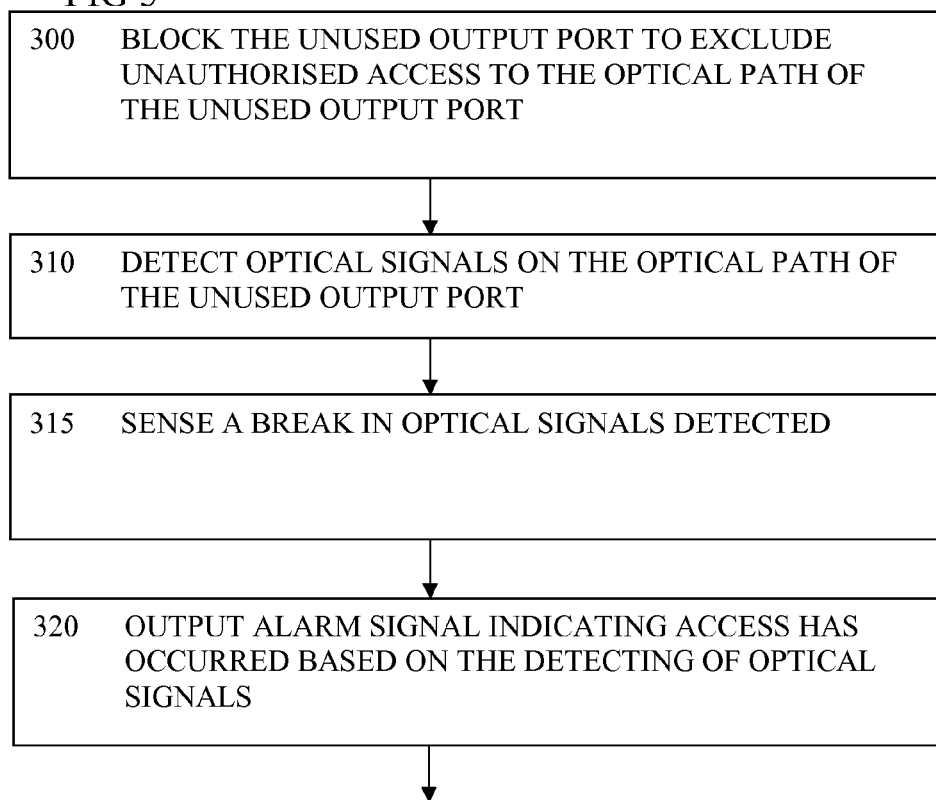 300 BLOCK THE UNUSED OUTPUT PORT TO EXCLUDE
UNAUTHORISED ACCESS TO THE OPTICAL PATH OF
THE UNUSED OUTPUT PORT
310 DETECT OPTICAL SIGNALS ON THE OPTICAL PATH OF
THE UNUSED OUTPUT PORT
315 SENSE A BREAK IN OPTICAL SIGNALS DETECTED
320 OUTPUT ALARM SIGNAL INDICATING ACCESS HAS
OCCURRED BASED ON THE DETECTING OF OPTICAL
SIGNALS